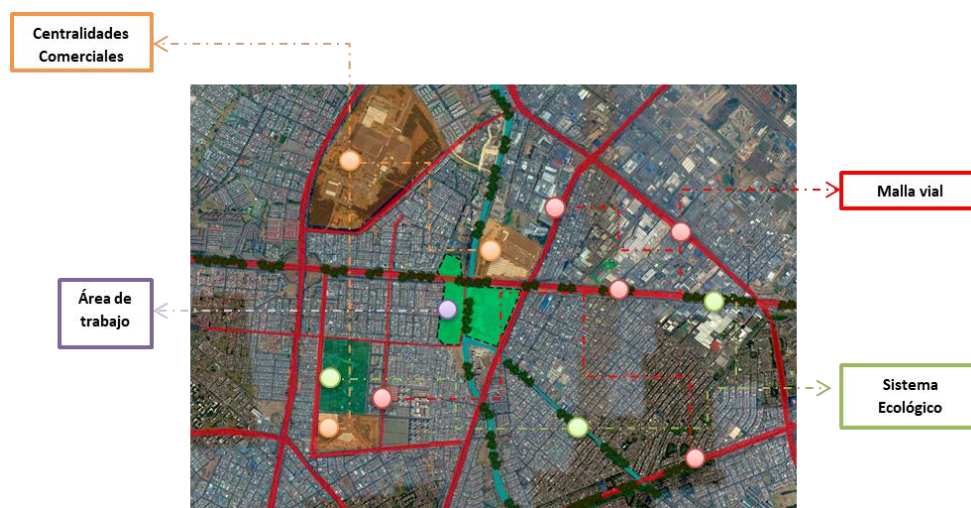 Centralidades
Comerciales
Malla vial
Área de
trabajo
Sistema
Ecológico